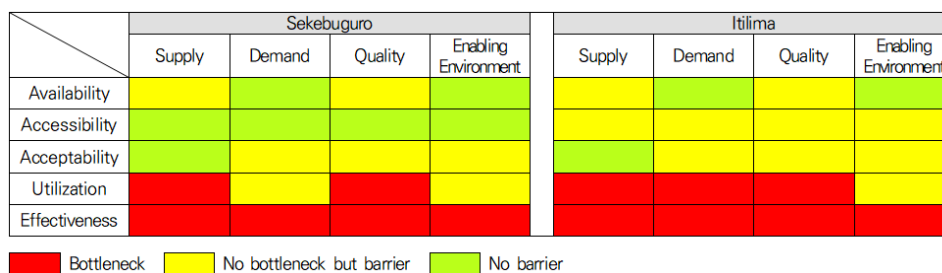 Sekebuguro Itilima
Supply Demand Quality Enabling Environment Supply Demand Quality Enabling Environment
Availability
Accessibility
Acceptability
Utilization
Effectiveness
Bottleneck No bottleneck but barrier No barrier